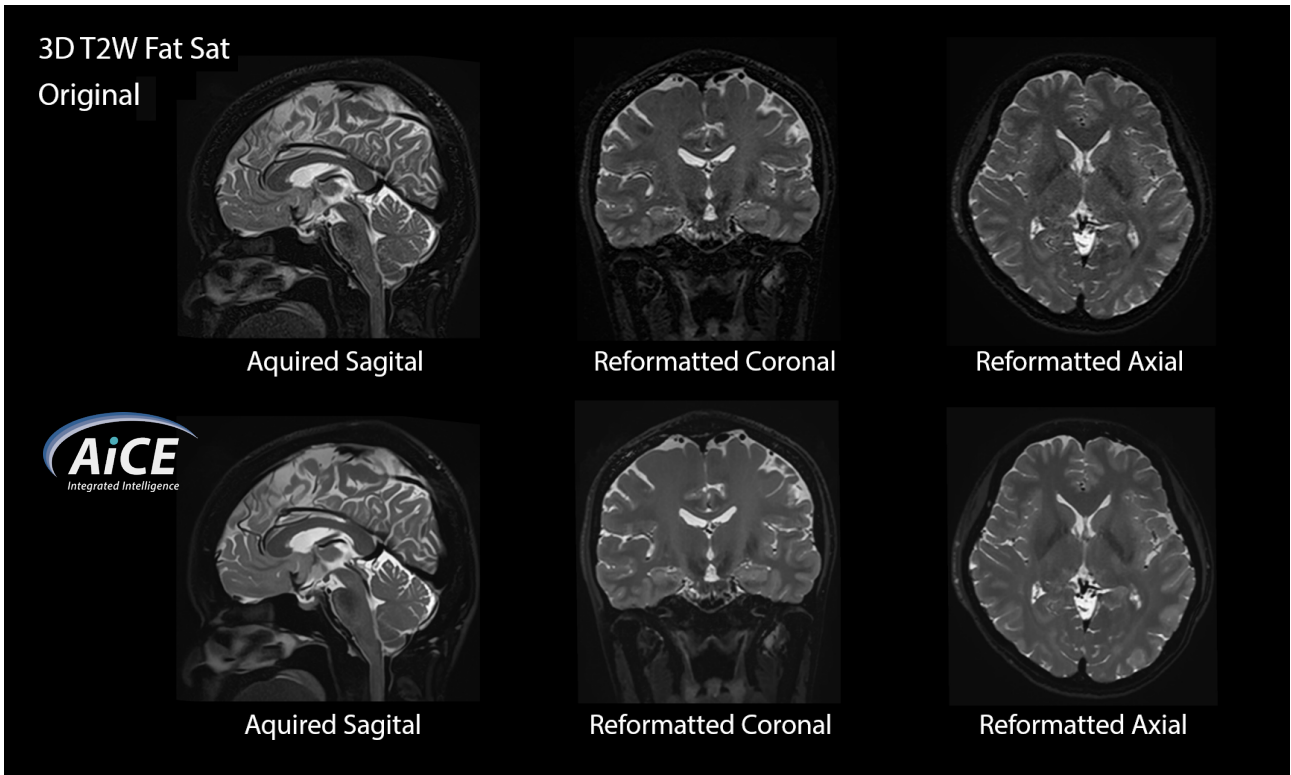 3D T2W Fat Sat
Original
Aquired Sagital
Reformatted Coronal
Reformatted Axial
AiCE
Integrated Intelligence
Aquired Sagital
Reformatted Coronal
Reformatted Axial